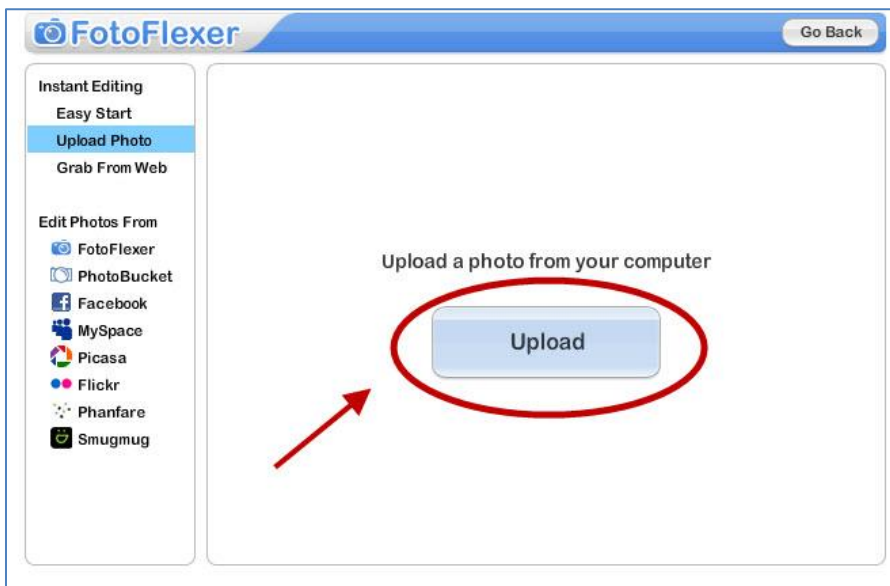 FotoFlexer
Go Back
Instant Editing
Easy Start
Upload Photo
Grab From Web
Edit Photos From
FotoFlexer
PhotoBucket
Facebook
MySpace
Picasa
Flickr
Phanfare
Smugmug
Upload a photo from your computer
Upload